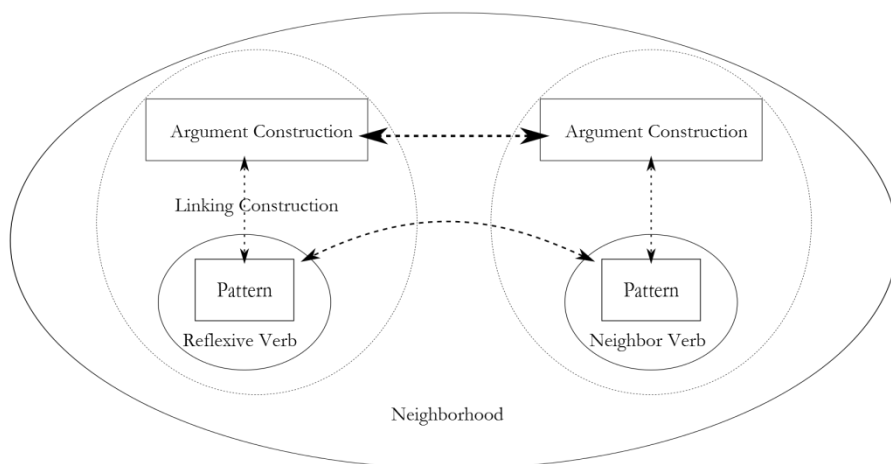 Argument Construction
Argument Construction
Linking Construction
Pattern
Pattern
Reflexive Verb
Neighbor Verb
Neighborhood